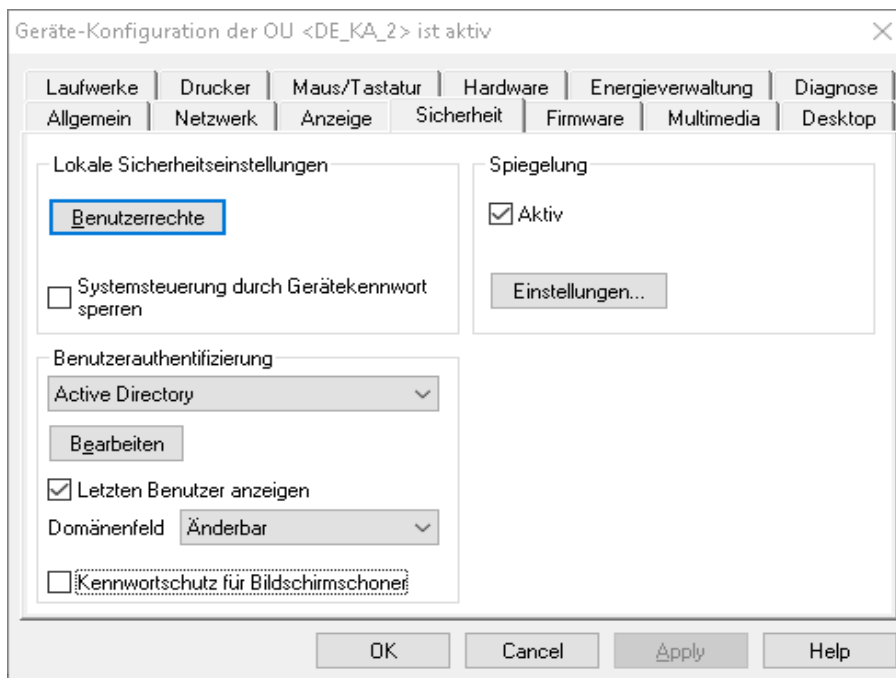 Geräte-Konfiguration der OU <DE_KA_2> ist aktiv
Laufwerke Drucker Maus/Tastatur Hardware Energieverwaltung Diagnose
Allgemein Netzwerk Anzeige Sicherheit Firmware Multimedia Desktop
Lokale Sicherheitseinstellungen
Benutzerrechte
Systemsteuerung durch Gerätekennwort
sperren
Spiegelung
Aktiv
Einstellungen...
Benutzerauthentifizierung
Active Directory
Bearbeiten
Letzten Benutzer anzeigen
Domänenfeld Änderbar
Kennwortschutz für Bildschirmschoner
OK Cancel Apply Help